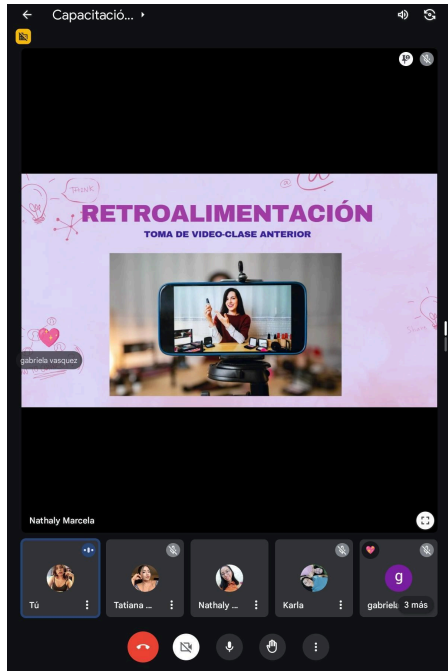 Capacitació...
THINK
RETROALIMENTACIÓN
TOMA DE VIDEO-CLASE ANTERIOR
gabriela vasquez
Nathaly Marcela
Tú
Tatiana ...
Nathaly ...
Karla
g
gabriela
3 más